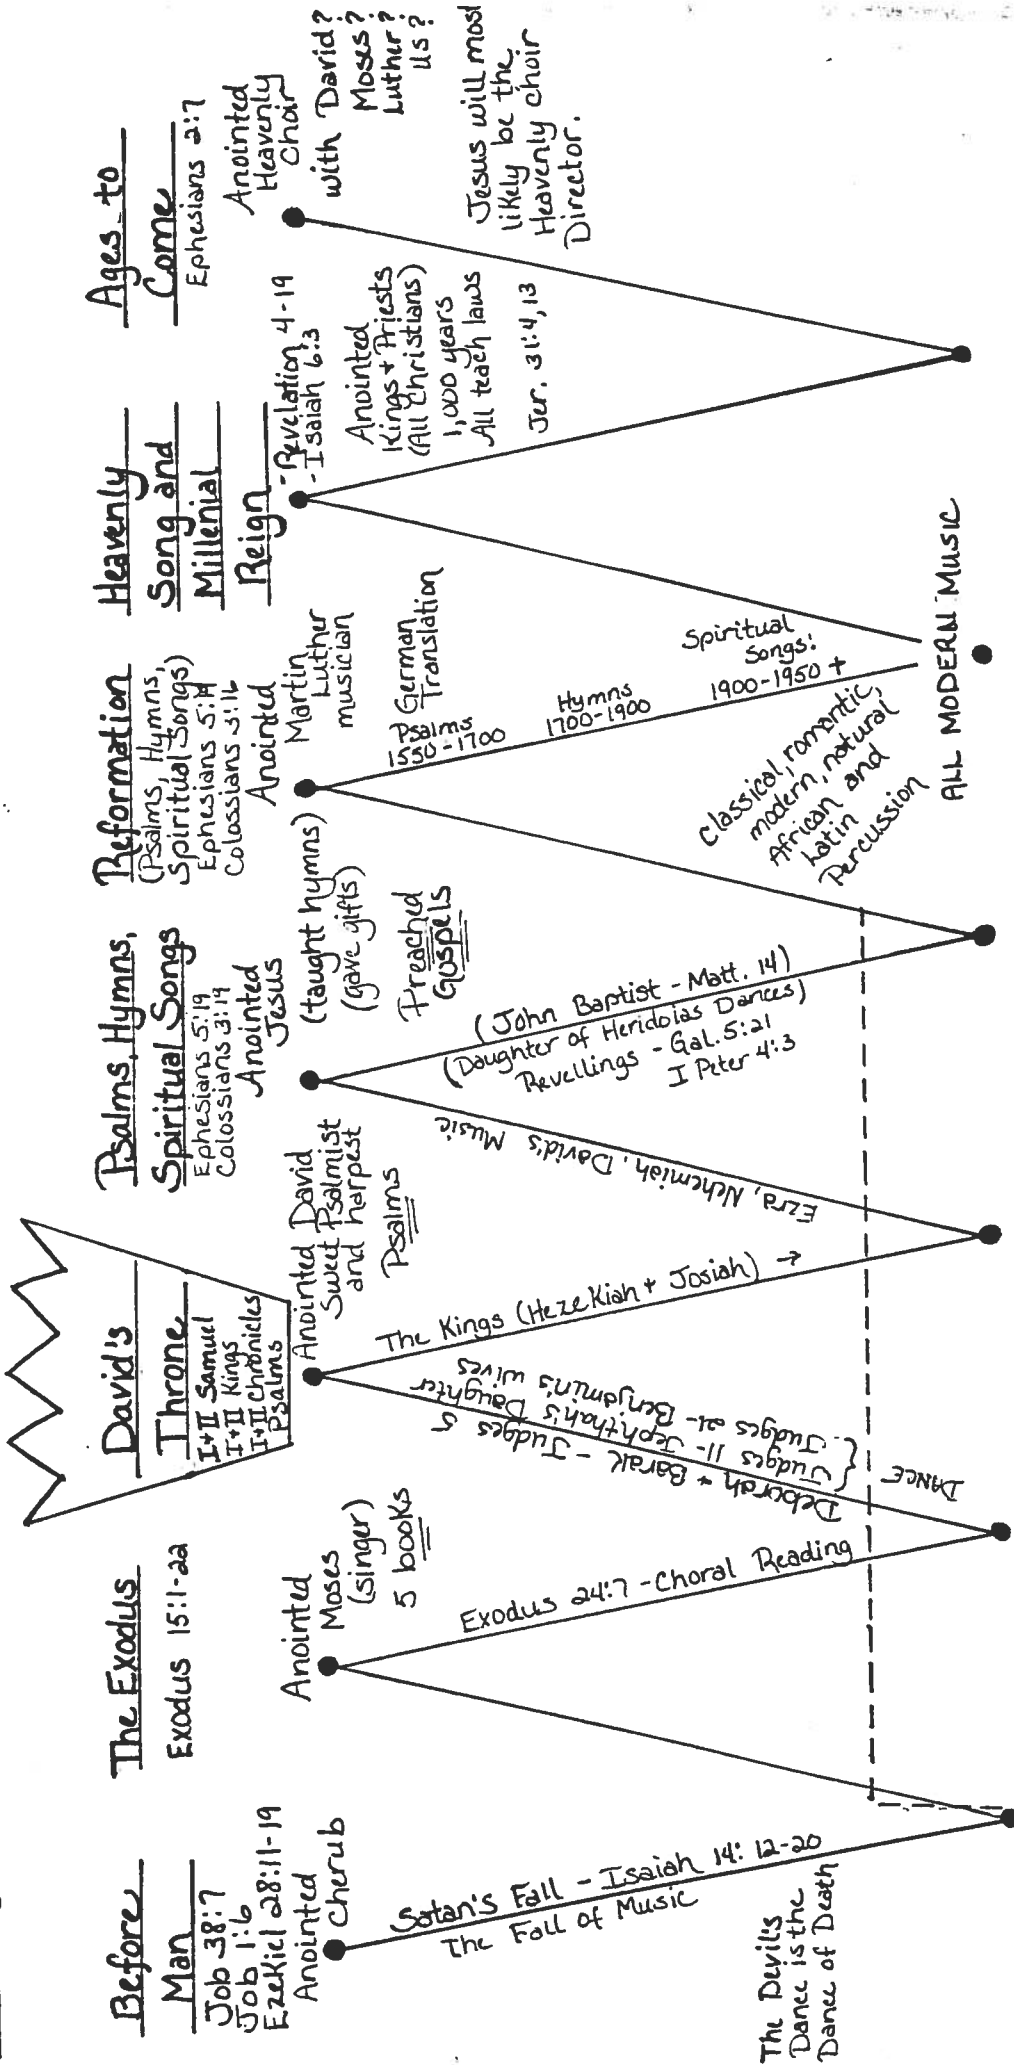 Before
Man
Job 38:7
Job 1:6
Ezekiel 28:11-19
Anointed
Cherub
Satan's Fall - Isaiah 14:12-20
The Fall of Music
The Devil's
Dance is the
Dance of Death
The Exodus
Exodus 15:1-22
Anointed
Moses
(singer)
5 books
Exodus 24:7 - Choral Reading
David's
Throne
I+II Samuel
I+II Kings
I+II Chronicles
Psalms
Anointed David
Sweet Psalmist
and harpest
Psalms
Deborah + Barak - Judges 5
Judges 11 - Jephthah's Daughter
Judges 21 - Benjamin's wives
DANCE
The Kings (Hezekiah + Josiah) →
Psalms, Hymns,
Spiritual Songs
Ephesians 5:19
Colossians 3:19
Anointed
Jesus
(taught hymns)
(gave gifts)
Preached
Gospels
Ezra, Nehemiah, David's Music
(John Baptist - Matt. 14)
(Daughter of Heridoias Dances)
Revellings - Gal. 5:21
I Peter 4:3
Reformation
(Psalms, Hymns,
Spiritual Songs)
Ephesians 5:19
Colossians 3:16
Anointed
Martin
Luther
musician
German
Translation
Psalms
1550-1700
Hymns
1700-1900
Spiritual
Songs:
1900-1950 +
Classical, romantic,
modern, natural
African and
Latin
Percussion
ALL MODERN MUSIC
Heavenly
Song and
Millenial
Reign
- Revelation 4-19
- Isaiah 6:3
Anointed
Kings + Priests
(All Christians)
1,000 years
All teach laws
Jer. 31:4,13
Ages to
Come
Ephesians 2:7
Anointed
Heavenly
Choir
with David?
Moses?
Luther?
Us?
Jesus will most
likely be the
Heavenly choir
Director.